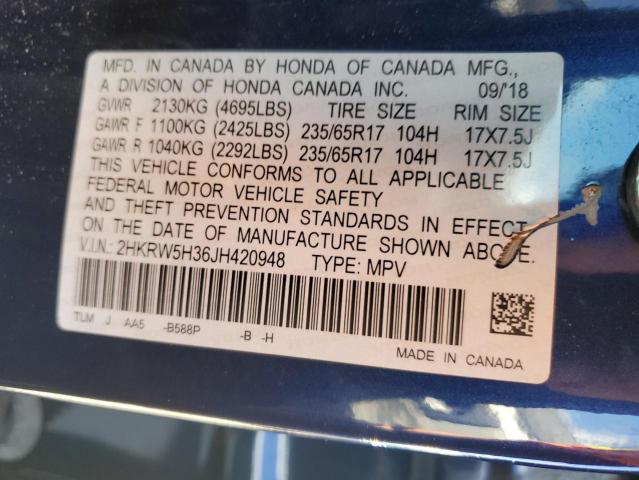 MFD. IN CANADA BY HONDA OF CANADA MFG.,
A DIVISION OF HONDA CANADA INC. 09/18
GVWR 2130KG (4695LBS) TIRE SIZE RIM SIZE
GAWR F 1100KG (2425LBS) 235/65R17 104H 17X7.5J
GAWR R 1040KG (2292LBS) 235/65R17 104H 17X7.5J
THIS VEHICLE CONFORMS TO ALL APPLICABLE
FEDERAL MOTOR VEHICLE SAFETY
AND THEFT PREVENTION STANDARDS IN EFFECT
ON THE DATE OF MANUFACTURE SHOWN ABOVE.
V.I.N.: 2HKRW5H36JH420948 TYPE: MPV
TLM J AA5 -B588P -B -H
MADE IN CANADA